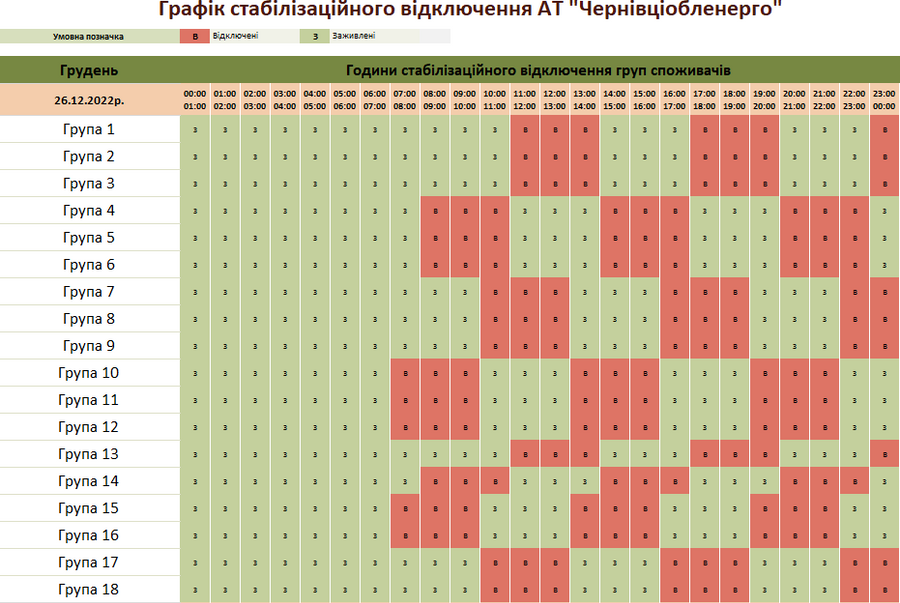 Графік стабілізаційного відключення АТ "Чернівціобленерго"
Умовна позначка В Відключені З Заживлені
Грудень Години стабілізаційного відключення груп споживачів
26.12.2022р. 00:00 01:00 02:00 03:00 04:00 05:00 06:00 07:00 08:00 09:00 10:00 11:00 12:00 13:00 14:00 15:00 16:00 17:00 18:00 19:00 20:00 21:00 22:00 23:00
01:00 02:00 03:00 04:00 05:00 06:00 07:00 08:00 09:00 10:00 11:00 12:00 13:00 14:00 15:00 16:00 17:00 18:00 19:00 20:00 21:00 22:00 23:00 00:00
Група 1 З З З З З З З З З З З В В В З З З В В В З З З В
Група 2 З З З З З З З З З З З В В В З З З В В В З З З В
Група 3 З З З З З З З З З З З В В В З З З В В В З З З В
Група 4 З З З З З З З З В В В З З З В В В З З З В В В З
Група 5 З З З З З З З З В В В З З З В В В З З З В В В З
Група 6 З З З З З З З З В В В З З З В В В З З З В В В З
Група 7 З З З З З З З З З З В В В З З З В В В З З З В В
Група 8 З З З З З З З З З З В В В З З З В В В З З З В В
Група 9 З З З З З З З З З З В В В З З З В В В З З З В В
Група 10 З З З З З З З В В В З З З В В В З З З В В В З З
Група 11 З З З З З З З В В В З З З В В В З З З В В В З З
Група 12 З З З З З З З В В В З З З В В В З З З В В В З З
Група 13 З З З З З З З З З З З В В В З З З В В В З З З В
Група 14 З З З З З З З З В В В З З З В В В З З З В В В З
Група 15 З З З З З З З В В В З З З В В В З З З В В В З З
Група 16 З З З З З З З В В В З З З В В В З З З В В В З З
Група 17 З З З З З З З З З З В В В З З З В В В З З З В В
Група 18 З З З З З З З З З З В В В З З З В В В З З З В В